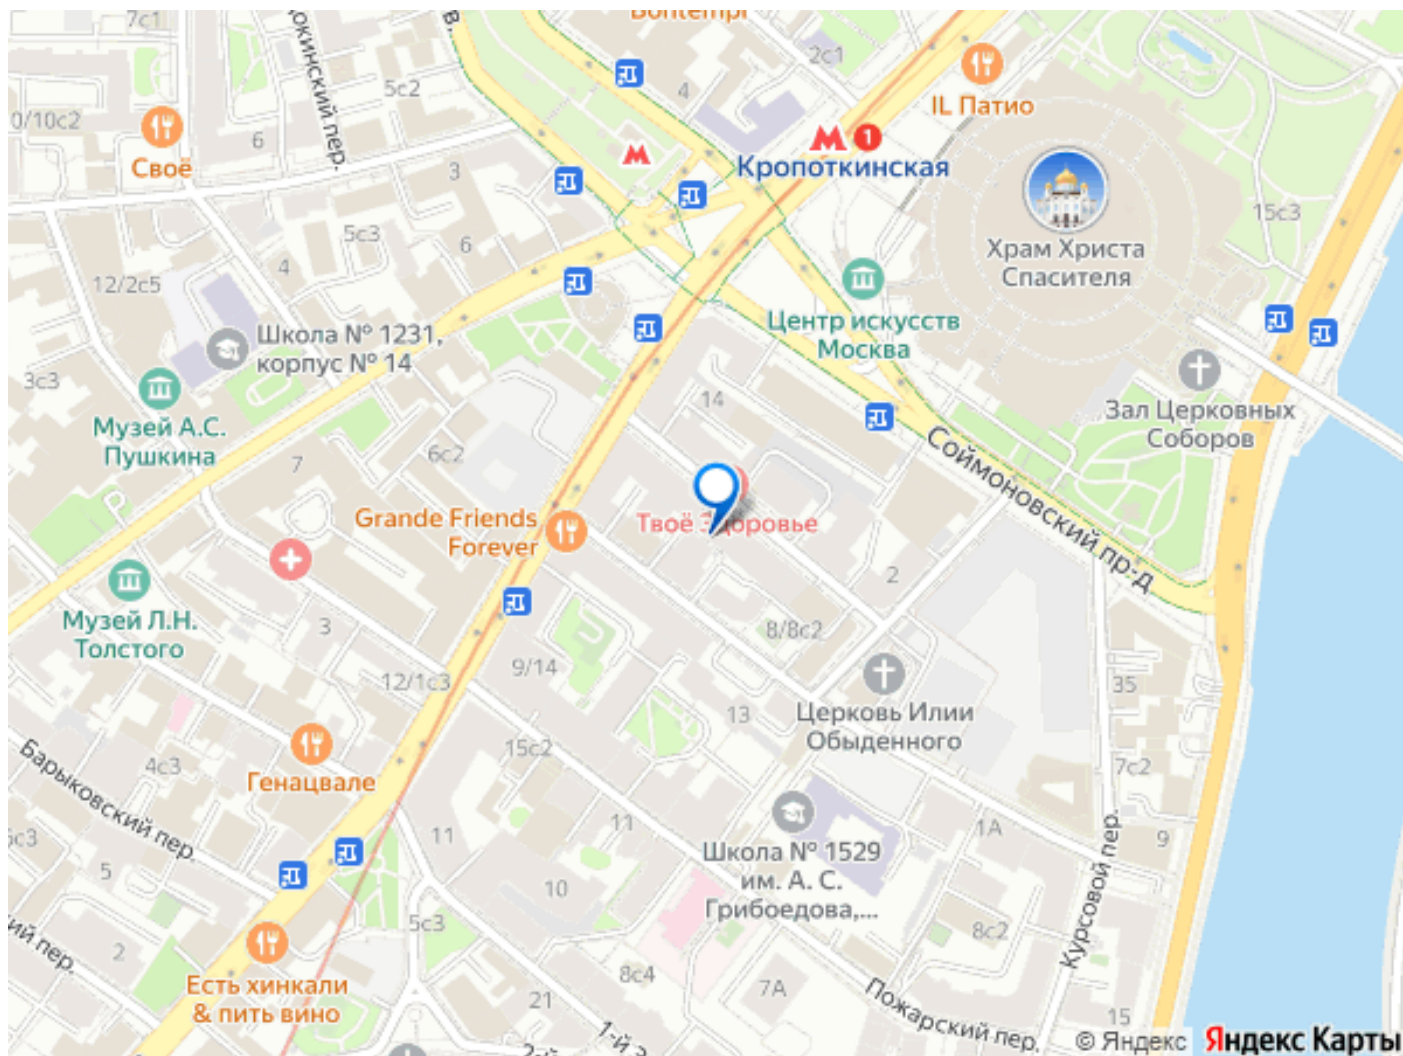 7с1
Bontempi
2с1
5с2
4
IL Патио
0/10с2
6
Своё
3
1
Кропоткинская
Храм Христа
Спасителя
15с3
5с3
6
4
12/2с5
Центр искусств
Москва
Школа № 1231,
корпус № 14
3с3
Музей А.С.
Пушкина
14
Зал Церковных
Соборов
Соймоновский пр-д
6с2
7
P
Grande Friends
Forever
Твоё Здоровье
2
Музей Л.Н.
Толстого
3
8/8с2
9/14
12/1с3
35
13
Церковь Илии
Обыденного
15с2
Генацвале
4с3
Барыковский пер.
7с2
11
11
1А
9
Школа № 1529
им. А. С.
Грибоедова,...
5
10
Курсовой пер.
5с3
8с2
2
Есть хинкали
& пить вино
8с4
7А
21
Пожарский пер.
15
1-й
© Яндекс
Яндекс Карты